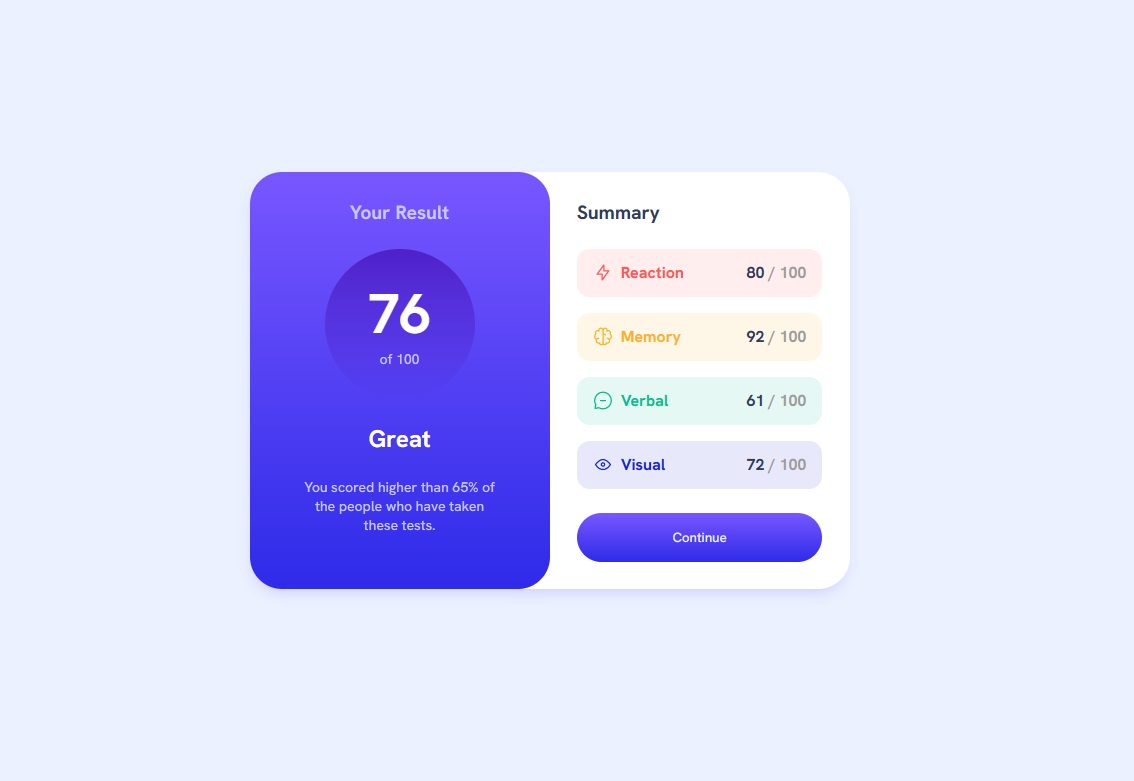 Your Result
76
of 100
Great
You scored higher than 65% of
the people who have taken
these tests.
Summary
Reaction 80 / 100
Memory 92 / 100
Verbal 61 / 100
Visual 72 / 100
Continue